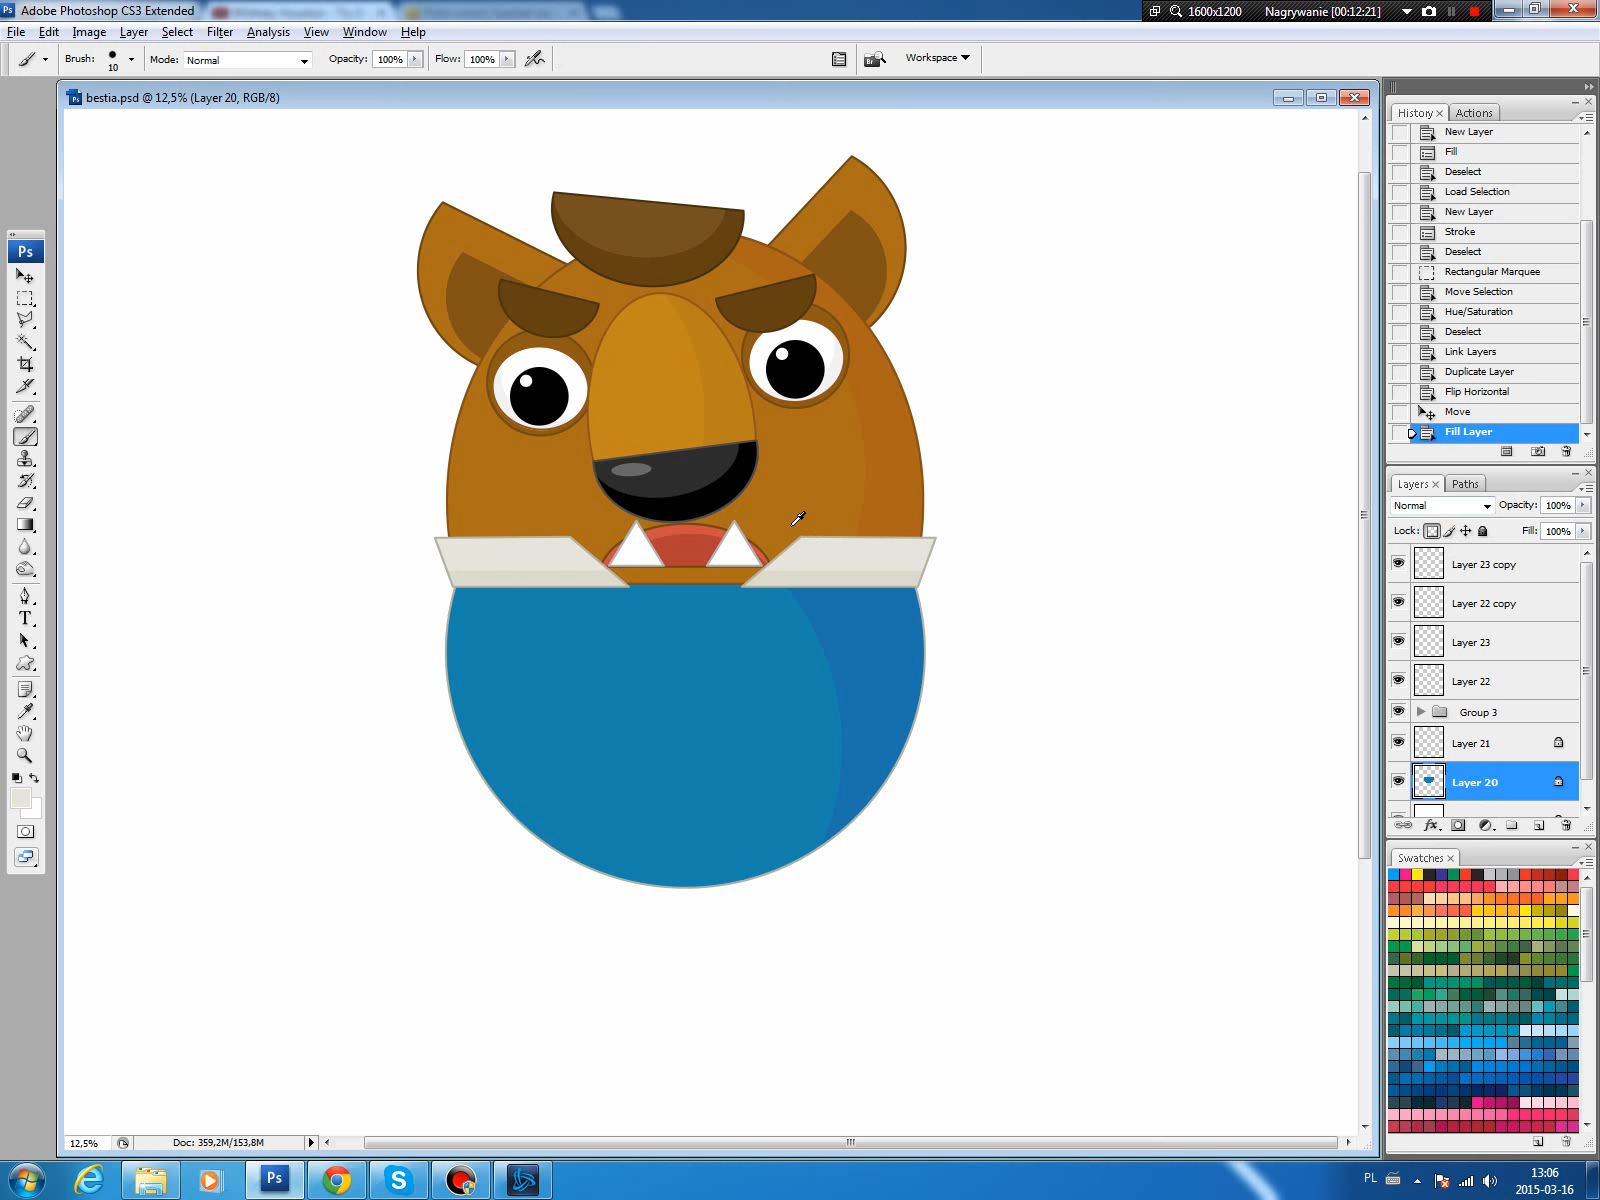 Adobe Photoshop CS3 Extended
1600x1200
Nagrywanie [00:12:21]
File Edit Image Layer Select Filter Analysis View Window Help
Brush: 10 Mode: Normal Opacity: 100% Flow: 100% Workspace
bestia.psd @ 12,5% (Layer 20, RGB/8)
History Actions
New Layer
Fill
Deselect
Load Selection
New Layer
Stroke
Deselect
Rectangular Marquee
Move Selection
Hue/Saturation
Deselect
Link Layers
Duplicate Layer
Flip Horizontal
Move
Fill Layer
Layers Paths
Normal Opacity: 100%
Lock: Fill: 100%
Layer 23 copy
Layer 22 copy
Layer 23
Layer 22
Group 3
Layer 21
Layer 20
Swatches
12,5% Doc: 359,2M/153,8M
PL
13:06
2015-03-16